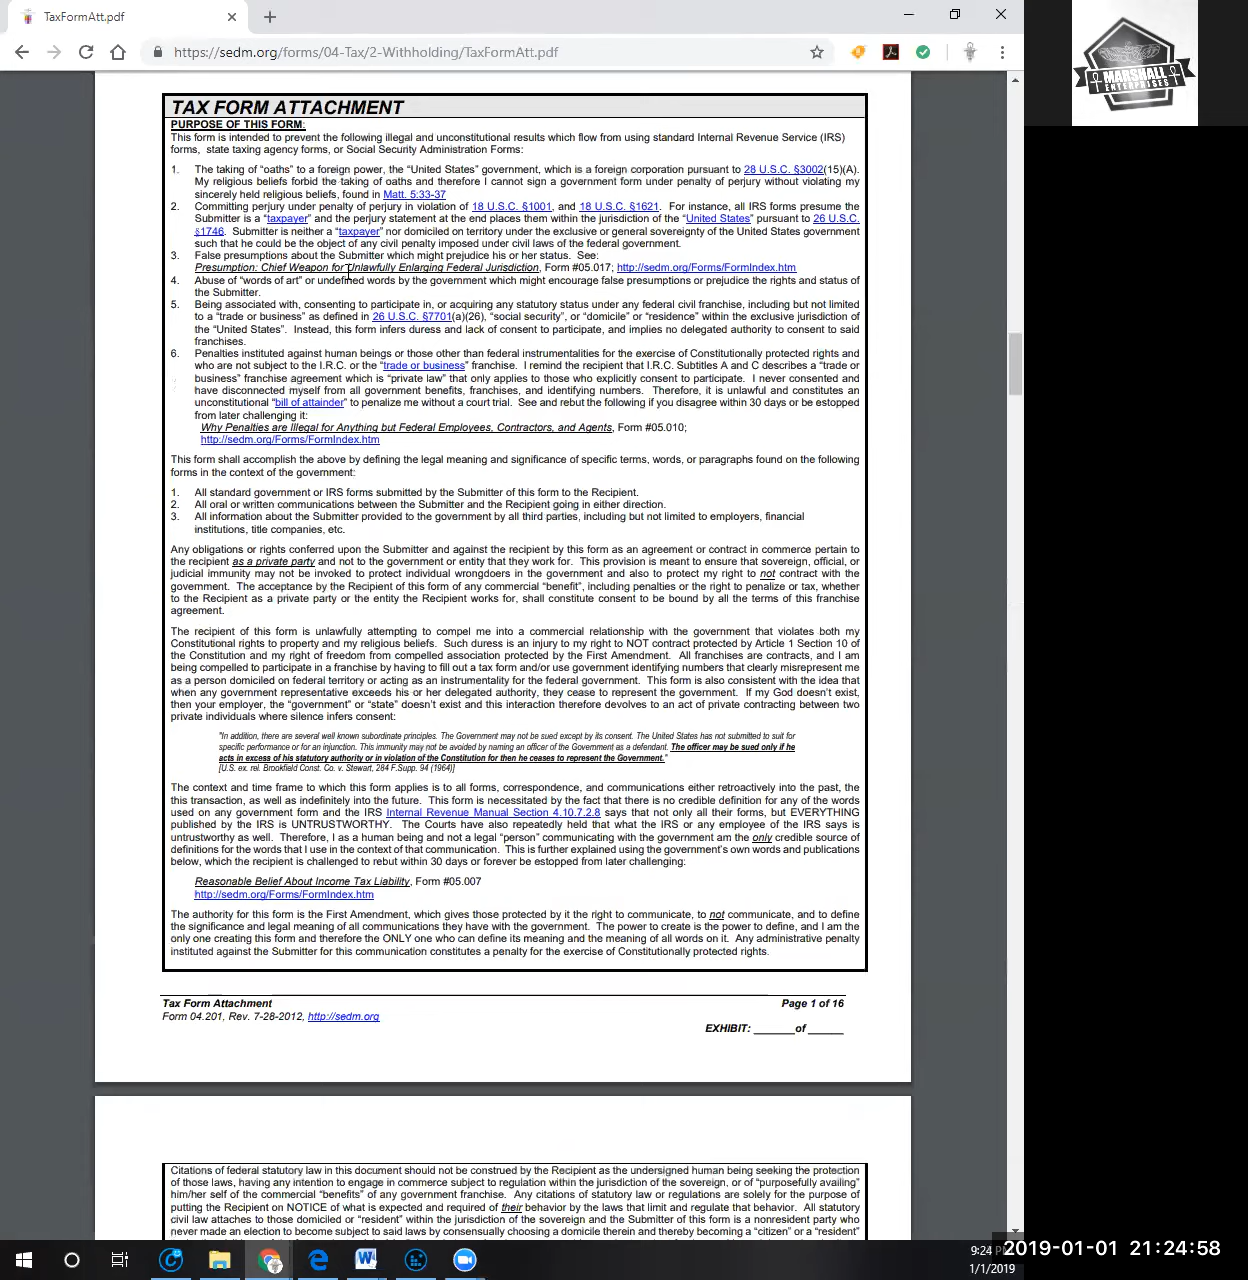 TaxFormAtt.pdf
https://sedm.org/forms/04-Tax/2-Withholding/TaxFormAtt.pdf
MARSHALL
ENTERPRISES
TAX FORM ATTACHMENT
PURPOSE OF THIS FORM:
This form is intended to prevent the following illegal and unconstitutional results which flow from using standard Internal Revenue Service (IRS)
forms, state taxing agency forms, or Social Security Administration Forms:
1. The taking of "oaths" to a foreign power, the "United States" government, which is a foreign corporation pursuant to 28 U.S.C. §3002(15)(A).
My religious beliefs forbid the taking of oaths and therefore I cannot sign a government form under penalty of perjury without violating my
sincerely held religious beliefs, found in Matt. 5:33-37
2. Committing perjury under penalty of perjury in violation of 18 U.S.C. §1001, and 18 U.S.C. §1621. For instance, all IRS forms presume the
Submitter is a "taxpayer" and the perjury statement at the end places them within the jurisdiction of the "United States" pursuant to 26 U.S.C.
§1746. Submitter is neither a "taxpayer" nor domiciled on territory under the exclusive or general sovereignty of the United States government
such that he could be the object of any civil penalty imposed under civil laws of the federal government.
3. False presumptions about the Submitter which might prejudice his or her status. See:
Presumption: Chief Weapon for Unlawfully Enlarging Federal Jurisdiction, Form #05.017; http://sedm.org/Forms/FormIndex.htm
4. Abuse of "words of art" or undefined words by the government which might encourage false presumptions or prejudice the rights and status of
the Submitter.
5. Being associated with, consenting to participate in, or acquiring any statutory status under any federal civil franchise, including but not limited
to a "trade or business" as defined in 26 U.S.C. §7701(a)(26), "social security", or "domicile" or "residence" within the exclusive jurisdiction of
the "United States". Instead, this form infers duress and lack of consent to participate, and implies no delegated authority to consent to said
franchises.
6. Penalties instituted against human beings or those other than federal instrumentalities for the exercise of Constitutionally protected rights and
who are not subject to the I.R.C. or the "trade or business" franchise. I remind the recipient that I.R.C. Subtitles A and C describes a "trade or
business" franchise agreement which is "private law" that only applies to those who explicitly consent to participate. I never consented and
have disconnected myself from all government benefits, franchises, and identifying numbers. Therefore, it is unlawful and constitutes an
unconstitutional "bill of attainder" to penalize me without a court trial. See and rebut the following if you disagree within 30 days or be estopped
from later challenging it:
Why Penalties are Illegal for Anything but Federal Employees, Contractors, and Agents, Form #05.010;
http://sedm.org/Forms/FormIndex.htm
This form shall accomplish the above by defining the legal meaning and significance of specific terms, words, or paragraphs found on the following
forms in the context of the government:
1. All standard government or IRS forms submitted by the Submitter of this form to the Recipient.
2. All oral or written communications between the Submitter and the Recipient going in either direction.
3. All information about the Submitter provided to the government by all third parties, including but not limited to employers, financial
institutions, title companies, etc.
Any obligations or rights conferred upon the Submitter and against the recipient by this form as an agreement or contract in commerce pertain to
the recipient as a private party and not to the government or entity that they work for. This provision is meant to ensure that sovereign, official, or
judicial immunity may not be invoked to protect individual wrongdoers in the government and also to protect my right to not contract with the
government. The acceptance by the Recipient of this form of any commercial "benefit", including penalties or the right to penalize or tax, whether
to the Recipient as a private party or the entity the Recipient works for, shall constitute consent to be bound by all the terms of this franchise
agreement.
The recipient of this form is unlawfully attempting to compel me into a commercial relationship with the government that violates both my
Constitutional rights to property and my religious beliefs. Such duress is an injury to my right to NOT contract protected by Article 1 Section 10 of
the Constitution and my right of freedom from compelled association protected by the First Amendment. All franchises are contracts, and I am
being compelled to participate in a franchise by having to fill out a tax form and/or use government identifying numbers that clearly misrepresent me
as a person domiciled on federal territory or acting as an instrumentality for the federal government. This form is also consistent with the idea that
when any government representative exceeds his or her delegated authority, they cease to represent the government. If my God doesn't exist,
then your employer, the "government" or "state" doesn't exist and this interaction therefore devolves to an act of private contracting between two
private individuals where silence infers consent:
"In addition, there are several well known subordinate principles. The Government may not be sued except by its consent. The United States has not submitted to suit for
specific performance or for an injunction. This immunity may not be avoided by naming an officer of the Government as a defendant. The officer may be sued only if he
acts in excess of his statutory authority or in violation of the Constitution for then he ceases to represent the Government."
[U.S. ex. rel. Brookfield Const. Co. v. Stewart, 284 F.Supp. 94 (1964)]
The context and time frame to which this form applies is to all forms, correspondence, and communications either retroactively into the past, the
this transaction, as well as indefinitely into the future. This form is necessitated by the fact that there is no credible definition for any of the words
used on any government form and the IRS Internal Revenue Manual Section 4.10.7.2.8 says that not only all their forms, but EVERYTHING
published by the IRS is UNTRUSTWORTHY. The Courts have also repeatedly held that what the IRS or any employee of the IRS says is
untrustworthy as well. Therefore, I as a human being and not a legal "person" communicating with the government am the only credible source of
definitions for the words that I use in the context of that communication. This is further explained using the government's own words and publications
below, which the recipient is challenged to rebut within 30 days or forever be estopped from later challenging:
Reasonable Belief About Income Tax Liability, Form #05.007
http://sedm.org/Forms/FormIndex.htm
The authority for this form is the First Amendment, which gives those protected by it the right to communicate, to not communicate, and to define
the significance and legal meaning of all communications they have with the government. The power to create is the power to define, and I am the
only one creating this form and therefore the ONLY one who can define its meaning and the meaning of all words on it. Any administrative penalty
instituted against the Submitter for this communication constitutes a penalty for the exercise of Constitutionally protected rights.
Tax Form Attachment Page 1 of 16
Form 04.201, Rev. 7-28-2012, http://sedm.org
EXHIBIT: _______of ______
Citations of federal statutory law in this document should not be construed by the Recipient as the undersigned human being seeking the protection
of those laws, having any intention to engage in commerce subject to regulation within the jurisdiction of the sovereign, or of "purposefully availing"
him/her self of the commercial "benefits" of any government franchise. Any citations of statutory law or regulations are solely for the purpose of
putting the Recipient on NOTICE of what is expected and required of their behavior by the laws that limit and regulate that behavior. All statutory
civil law attaches to those domiciled or "resident" within the jurisdiction of the sovereign and the Submitter of this form is a nonresident party who
never made an election to become subject to said laws by consensually choosing a domicile therein and thereby becoming a "citizen" or a "resident"
9:24 P
1/1/2019
2019-01-01 21:24:58